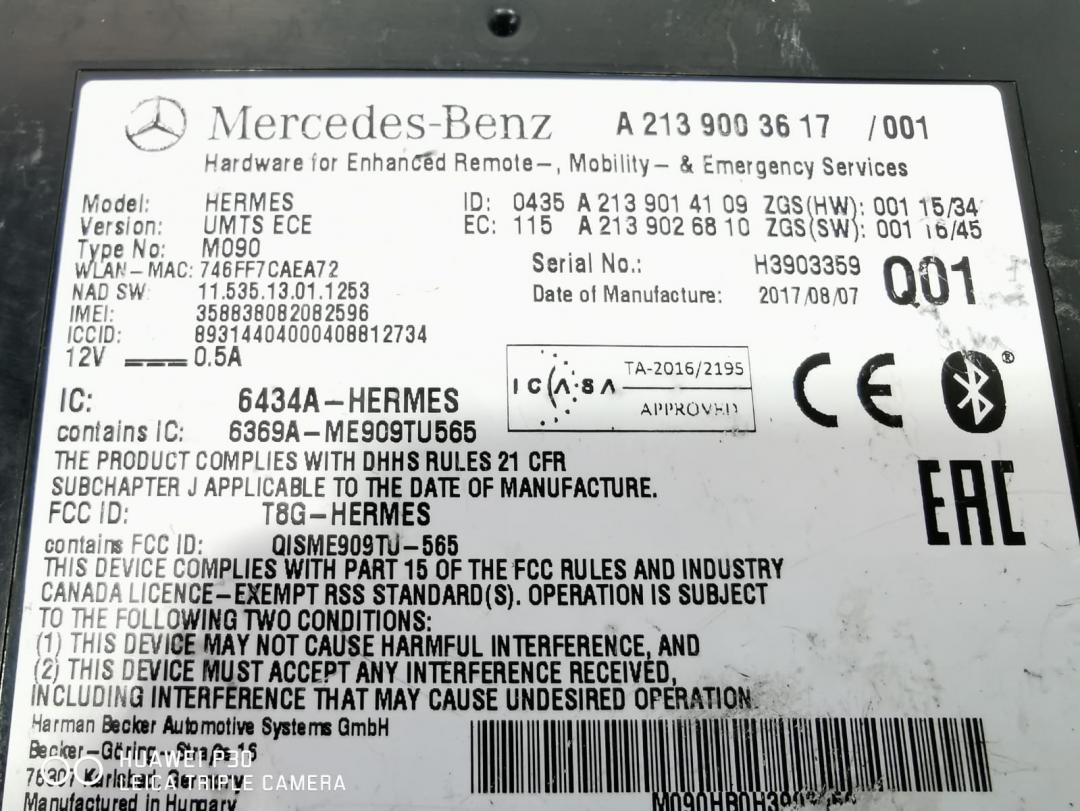 Mercedes-Benz A 213 900 36 17 /001
Hardware for Enhanced Remote-, Mobility- & Emergency Services
Model: HERMES ID: 0435 A 213 901 41 09 ZGS(HW): 001 15/34
Version: UMTS ECE EC: 115 A 213 902 68 10 ZGS(SW): 001 16/45
Type No: M090
WLAN-MAC: 746FF7CAEA72 Serial No.: H3903359 Q01
NAD SW: 11.535.13.01.1253 Date of Manufacture: 2017/08/07
IMEI: 358838082082596
ICCID: 89314404000408812734
12V 0.5A
ICASA TA-2016/2195
APPROVED
CE
IC: 6434A-HERMES
contains IC: 6369A-ME909TU565
THE PRODUCT COMPLIES WITH DHHS RULES 21 CFR
SUBCHAPTER J APPLICABLE TO THE DATE OF MANUFACTURE.
EAC
FCC ID: T8G-HERMES
contains FCC ID: QISME909TU-565
THIS DEVICE COMPLIES WITH PART 15 OF THE FCC RULES AND INDUSTRY
CANADA LICENCE-EXEMPT RSS STANDARD(S). OPERATION IS SUBJECT
TO THE FOLLOWING TWO CONDITIONS:
(1) THIS DEVICE MAY NOT CAUSE HARMFUL INTERFERENCE, AND
(2) THIS DEVICE MUST ACCEPT ANY INTERFERENCE RECEIVED,
INCLUDING INTERFERENCE THAT MAY CAUSE UNDESIRED OPERATION.
Harman Becker Automotive Systems GmbH
Becker-Göring-Straße 16
76307 Karlsbad, Germany
Manufactured in Hungary
HUAWEI P30
LEICA TRIPLE CAMERA